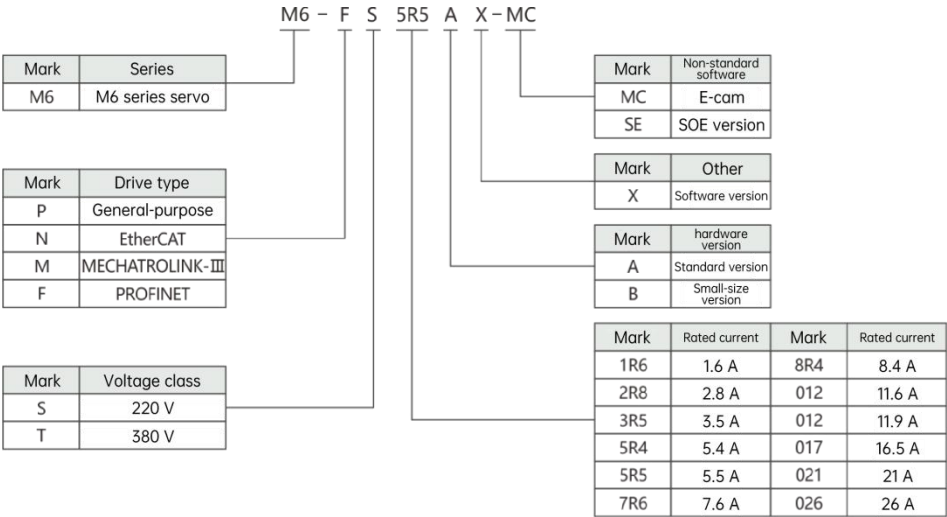 M6 - F S 5R5 A X - MC
Mark Series
M6 M6 series servo
Mark Drive type
P General-purpose
N EtherCAT
M MECHATROLINK-Ⅲ
F PROFINET
Mark Voltage class
S 220 V
T 380 V
Mark Non-standard
software
MC E-cam
SE SOE version
Mark Other
X Software version
Mark hardware
version
A Standard version
B Small-size
version
Mark Rated current Mark Rated current
1R6 1.6 A 8R4 8.4 A
2R8 2.8 A 012 11.6 A
3R5 3.5 A 012 11.9 A
5R4 5.4 A 017 16.5 A
5R5 5.5 A 021 21 A
7R6 7.6 A 026 26 A